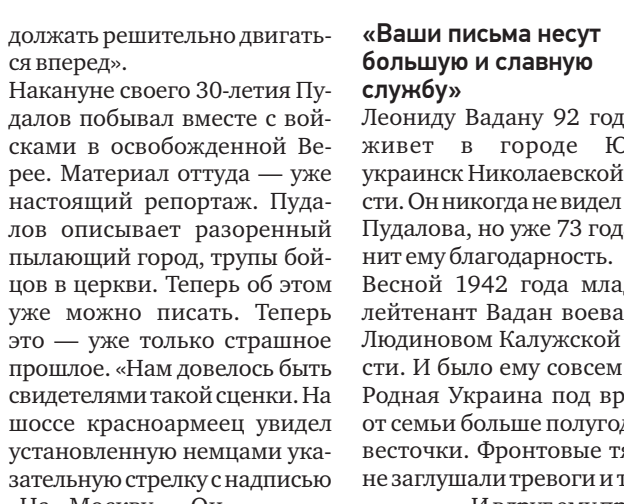 должать решительно двигать-
ся вперед».
Накануне своего 30-летия Пу-
далов побывал вместе с вой-
сками в освобожденной Ве-
рее. Материал оттуда — уже
настоящий репортаж. Пуда-
лов описывает разоренный
пылающий город, трупы бой-
цов в церкви. Теперь об этом
уже можно писать. Теперь
это — уже только страшное
прошлое. «Нам довелось быть
свидетелями такой сценки. На
шоссе красноармеец увидел
установленную немцами ука-
зательную стрелку с надписью
«Ваши письма несут
большую и славную
службу»
Леониду Вадану 92 год
живет в городе Ю
украинск Николаевской
сти. Он никогда не видел
Пудалова, но уже 73 год
нит ему благодарность.
Весной 1942 года мла
лейтенант Вадан воева
Людиновом Калужской
сти. И было ему совсем
Родная Украина под вр
от семьи больше полугод
весточки. Фронтовые тя
не заглушали тревоги и т